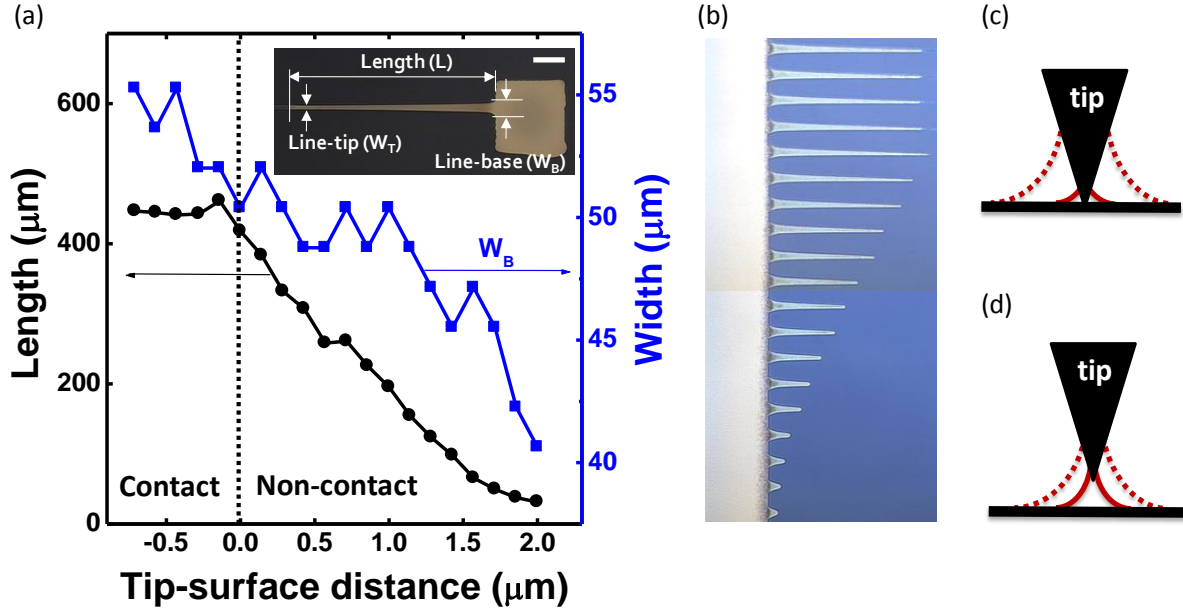 (a)
Length (μm)
600
400
200
0
Length (L)
Line-tip (W_T)
Line-base (W_B)
W_B
Contact
Non-contact
-0.5
0.0
0.5
1.0
1.5
2.0
Tip-surface distance (μm)
55
50
45
40
Width (μm)
(b)
(c)
tip
(d)
tip